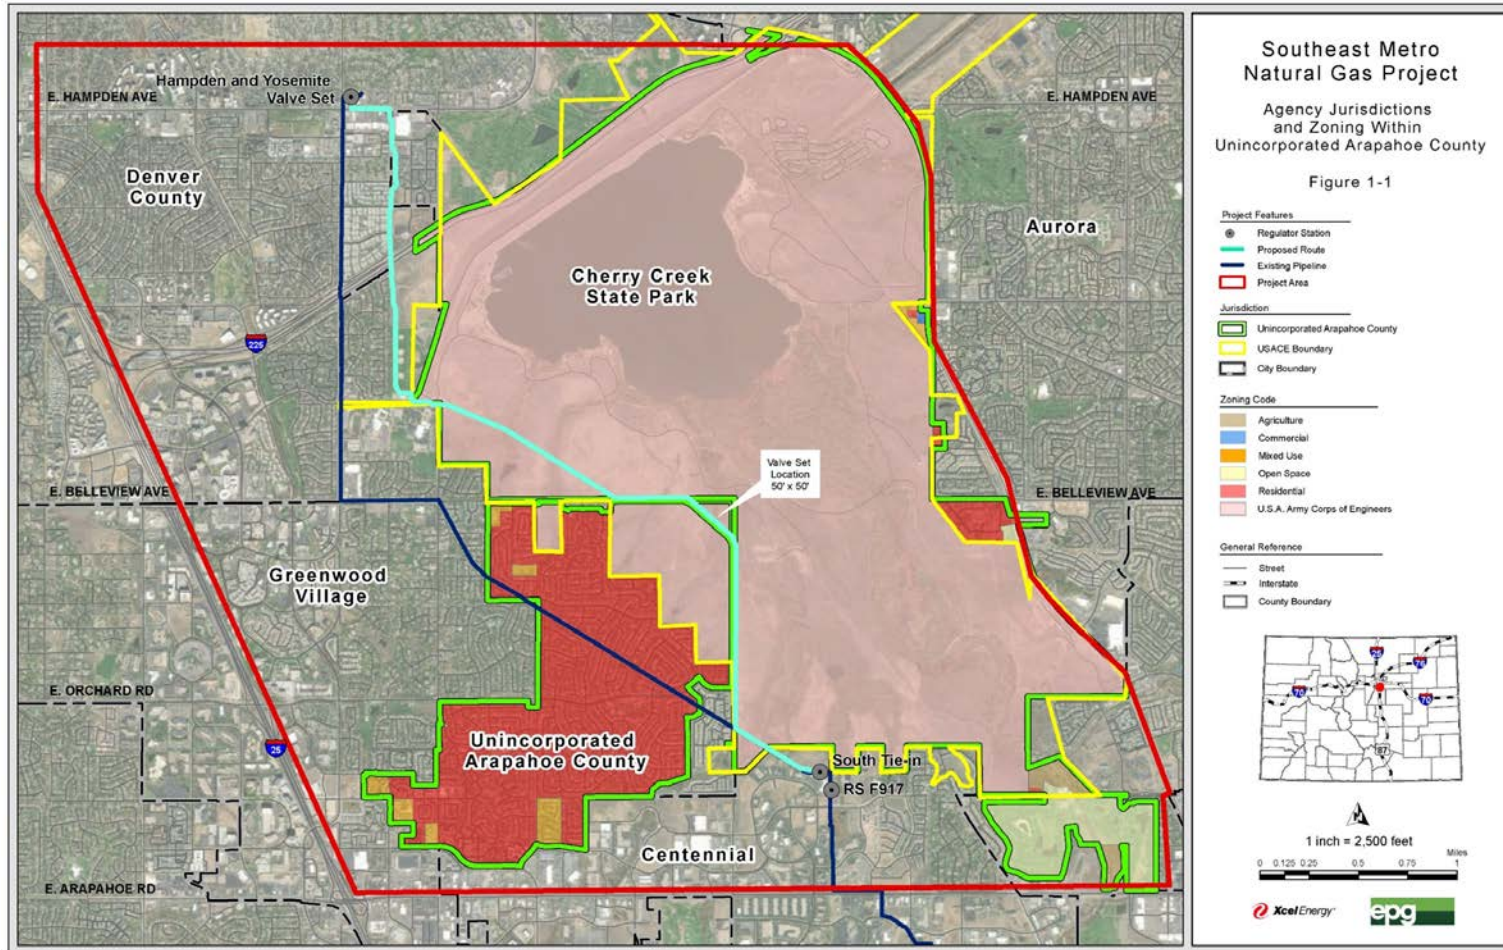 Hampden and Yosemite
Valve Set
E. HAMPDEN AVE
E. HAMPDEN AVE
Denver
County
Aurora
Cherry Creek
State Park
225
Valve Set
Location
50' x 50'
E. BELLEVIEW AVE
E. BELLEVIEW AVE
Greenwood
Village
E. ORCHARD RD
25
Unincorporated
Arapahoe County
South Tie-in
RS F917
Centennial
E. ARAPAHOE RD
Southeast Metro
Natural Gas Project
Agency Jurisdictions
and Zoning Within
Unincorporated Arapahoe County
Figure 1-1
Project Features
Regulator Station
Proposed Route
Existing Pipeline
Project Area
Jurisdiction
Unincorporated Arapahoe County
USACE Boundary
City Boundary
Zoning Code
Agriculture
Commercial
Mixed Use
Open Space
Residential
U.S.A. Army Corps of Engineers
General Reference
Street
Interstate
County Boundary
25
76
70
70
87
N
1 inch = 2,500 feet
Miles
0 0.125 0.25 0.5 0.75 1
Xcel Energy
epg